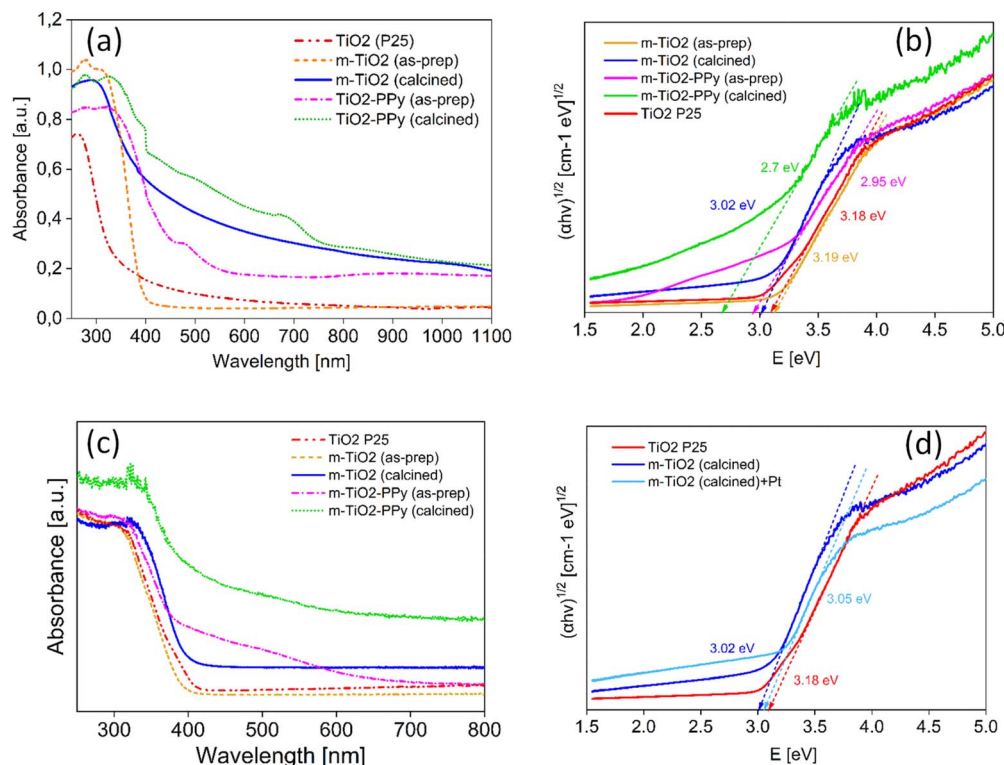 (a)
TiO2 (P25)
m-TiO2 (as-prep)
m-TiO2 (calcined)
TiO2-PPy (as-prep)
TiO2-PPy (calcined)
Absorbance [a.u.]
1,2
1,0
0,8
0,6
0,4
0,2
0,0
300 400 500 600 700 800 900 1000 1100
Wavelength [nm]
(b)
m-TiO2 (as-prep)
m-TiO2 (calcined)
m-TiO2-PPy (as-prep)
m-TiO2-PPy (calcined)
TiO2 P25
(αhv)1/2 [cm-1 eV]1/2
2.7 eV
3.02 eV
2.95 eV
3.18 eV
3.19 eV
1.5 2.0 2.5 3.0 3.5 4.0 4.5 5.0
E [eV]
(c)
TiO2 P25
m-TiO2 (as-prep)
m-TiO2 (calcined)
m-TiO2-PPy (as-prep)
m-TiO2-PPy (calcined)
Absorbance [a.u.]
300 400 500 600 700 800
Wavelength [nm]
(d)
TiO2 P25
m-TiO2 (calcined)
m-TiO2 (calcined)+Pt
(αhv)1/2 [cm-1 eV]1/2
3.05 eV
3.02 eV
3.18 eV
1.5 2.0 2.5 3.0 3.5 4.0 4.5 5.0
E [eV]